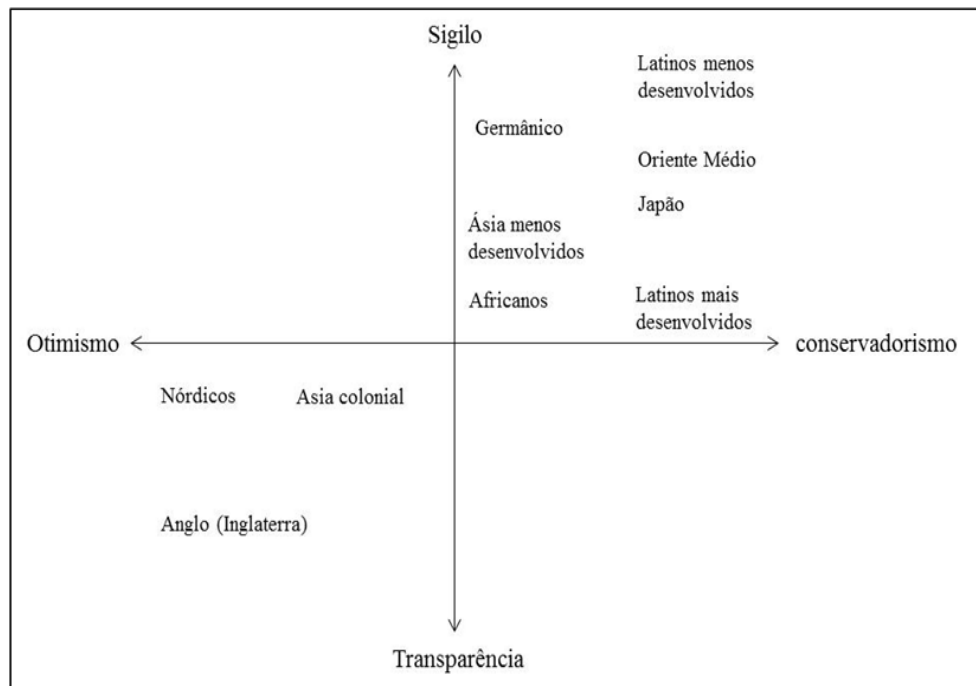 Sigilo
Latinos menos
desenvolvidos
Germânico
Oriente Médio
Japão
Ásia menos
desenvolvidos
Africanos
Latinos mais
desenvolvidos
Otimismo
conservadorismo
Nórdicos
Asia colonial
Anglo (Inglaterra)
Transparência